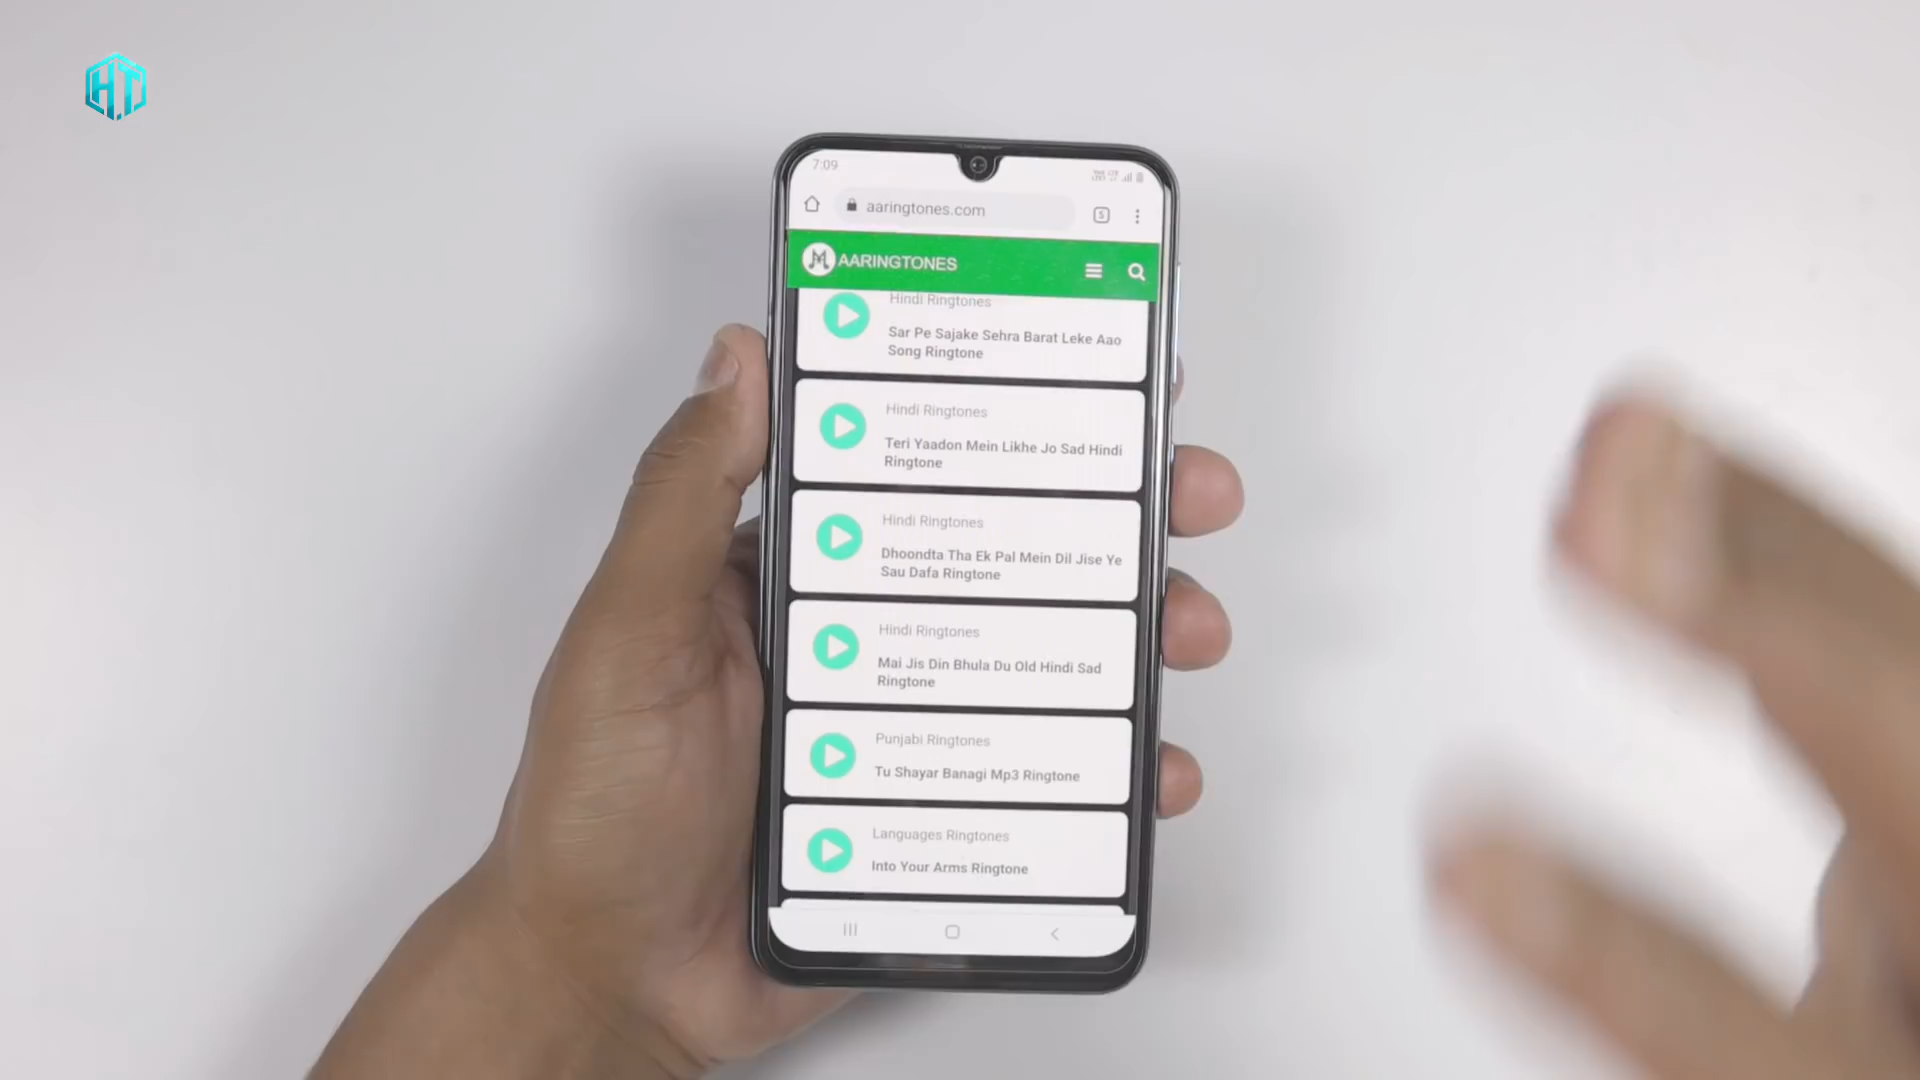 H.T
7:09
aaringtones.com
5
AARINGTONES
Hindi Ringtones
Sar Pe Sajake Sehra Barat Leke Aao
Song Ringtone
Hindi Ringtones
Teri Yaadon Mein Likhe Jo Sad Hindi
Ringtone
Hindi Ringtones
Dhoondta Tha Ek Pal Mein Dil Jise Ye
Sau Dafa Ringtone
Hindi Ringtones
Mai Jis Din Bhula Du Old Hindi Sad
Ringtone
Punjabi Ringtones
Tu Shayar Banagi Mp3 Ringtone
Languages Ringtones
Into Your Arms Ringtone